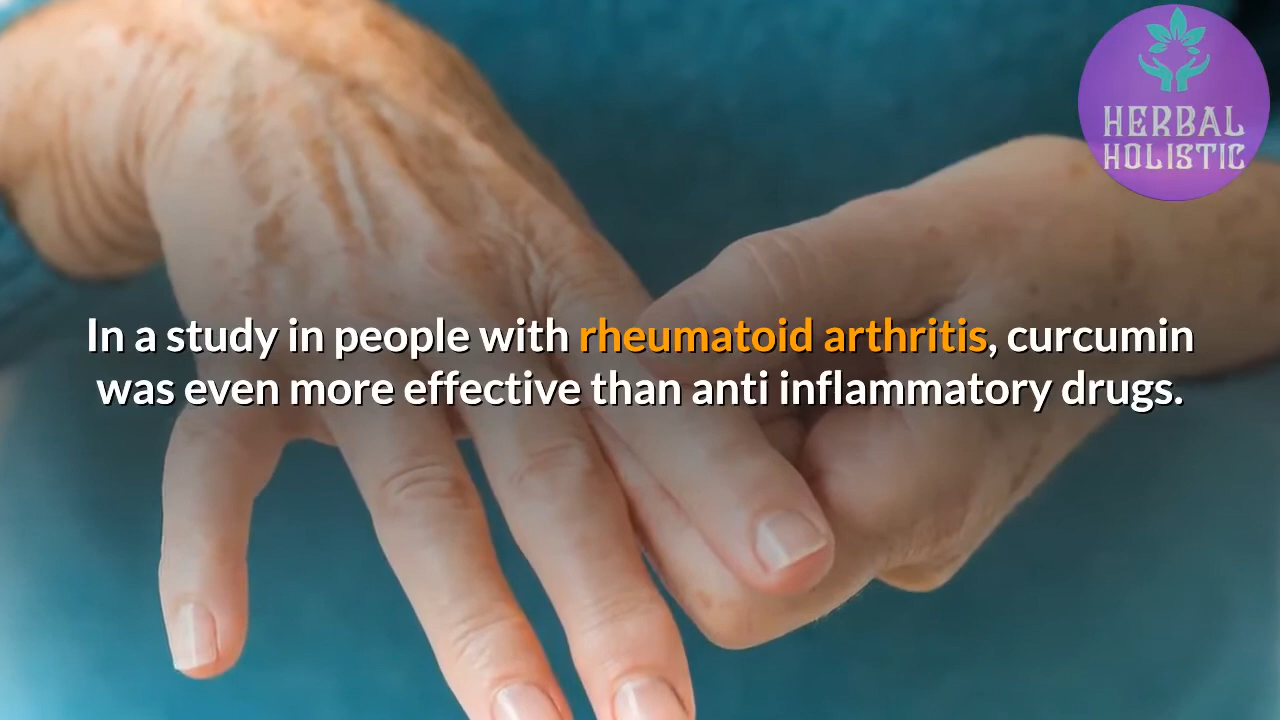 HERBAL
HOLISTIC
In a study in people with rheumatoid arthritis, curcumin
was even more effective than anti inflammatory drugs.